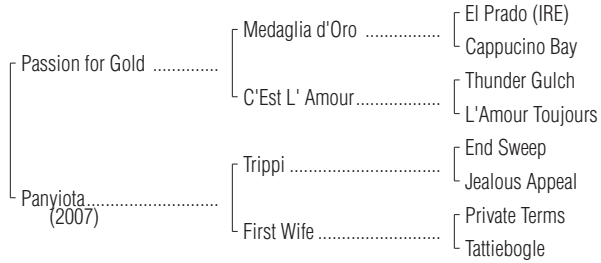 El Prado (IRE)
Medaglia d'Oro ................
Cappucino Bay
Passion for Gold ..............
Thunder Gulch
C'Est L' Amour..................
L'Amour Toujours
End Sweep
Trippi ................................
Jealous Appeal
Panyiota............................
(2007)
Private Terms
First Wife ..........................
Tattiebogle